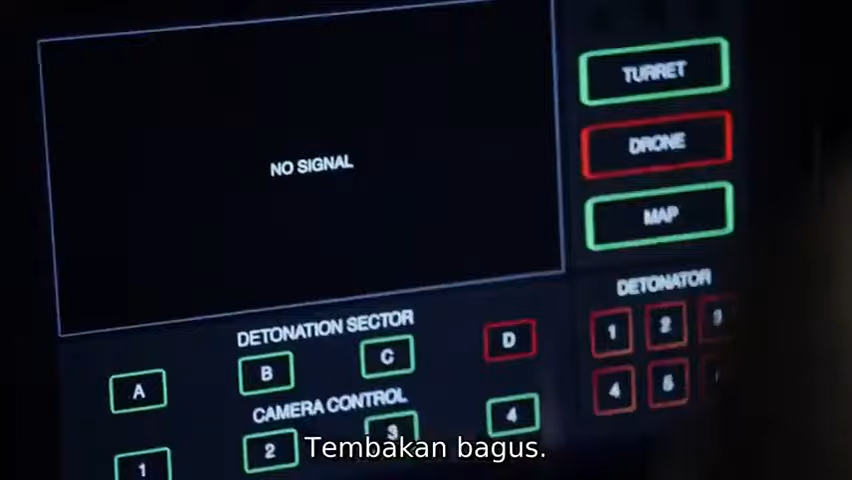 NO SIGNAL
TURRET
DRONE
MAP
DETONATION SECTOR
A B C D
CAMERA CONTROL
1 2 3 4
DETONATOR
1 2 3
4 5
Tembakan bagus.